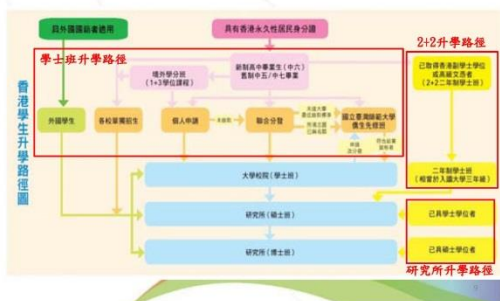 具外國國籍者適用
具有香港永久性居民身分證
2+2升學路徑
學士班升學路徑
新制高中畢業生(中六)
舊制中五/中七畢業
境外學分班
(1+3學位課程)
已取得香港副學士學位
或高級文憑者
(2+2二年制學士班)
香港學生升學路徑圖
外國學生
各校單獨招生
個人申請
未錄取
聯合分發
國立臺灣師範大學
僑生先修班
大學校院(學士班)
二年制學士班
(相當於入讀大學三年級)
研究所(碩士班)
已具學士學位者
研究所(博士班)
已具碩士學位者
研究所升學路徑